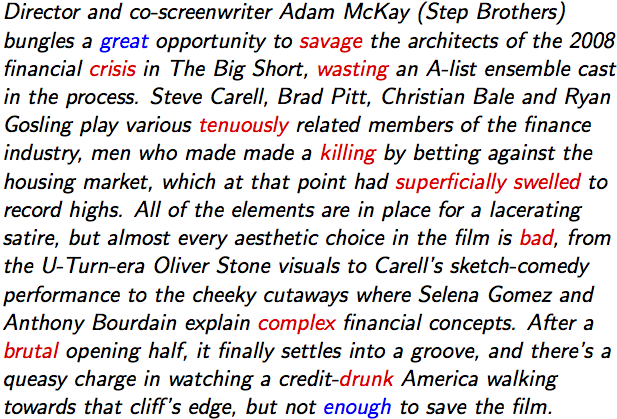 Director and co-screenwriter Adam McKay (Step Brothers)
bungles a great opportunity to savage the architects of the 2008
financial crisis in The Big Short, wasting an A-list ensemble cast
in the process. Steve Carell, Brad Pitt, Christian Bale and Ryan
Gosling play various tenuously related members of the finance
industry, men who made made a killing by betting against the
housing market, which at that point had superficially swelled to
record highs. All of the elements are in place for a lacerating
satire, but almost every aesthetic choice in the film is bad, from
the U-Turn-era Oliver Stone visuals to Carell's sketch-comedy
performance to the cheeky cutaways where Selena Gomez and
Anthony Bourdain explain complex financial concepts. After a
brutal opening half, it finally settles into a groove, and there's a
queasy charge in watching a credit-drunk America walking
towards that cliff's edge, but not enough to save the film.